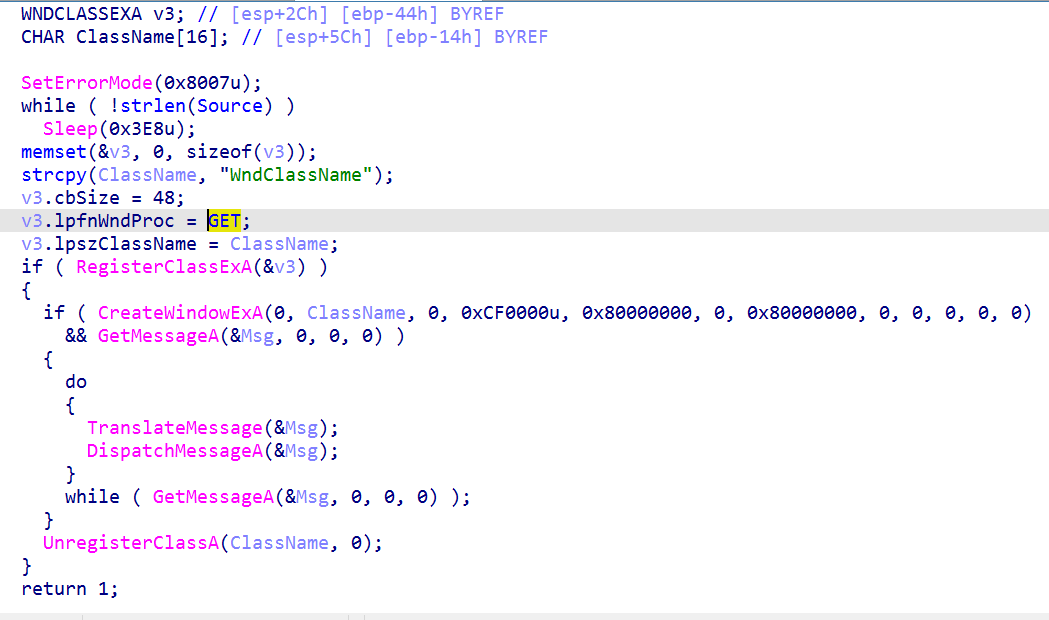 WNDCLASSEXA v3; // [esp+2Ch] [ebp-44h] BYREF
CHAR ClassName[16]; // [esp+5Ch] [ebp-14h] BYREF

SetErrorMode(0x8007u);
while ( !strlen(Source) )
  Sleep(0x3E8u);
memset(&v3, 0, sizeof(v3));
strcpy(ClassName, "WndClassName");
v3.cbSize = 48;
v3.lpfnWndProc = GET;
v3.lpszClassName = ClassName;
if ( RegisterClassExA(&v3) )
{
  if ( CreateWindowExA(0, ClassName, 0, 0xCF0000u, 0x80000000, 0, 0x80000000, 0, 0, 0, 0, 0)
    && GetMessageA(&Msg, 0, 0, 0) )
  {
    do
    {
      TranslateMessage(&Msg);
      DispatchMessageA(&Msg);
    }
    while ( GetMessageA(&Msg, 0, 0, 0) );
  }
  UnregisterClassA(ClassName, 0);
}
return 1;